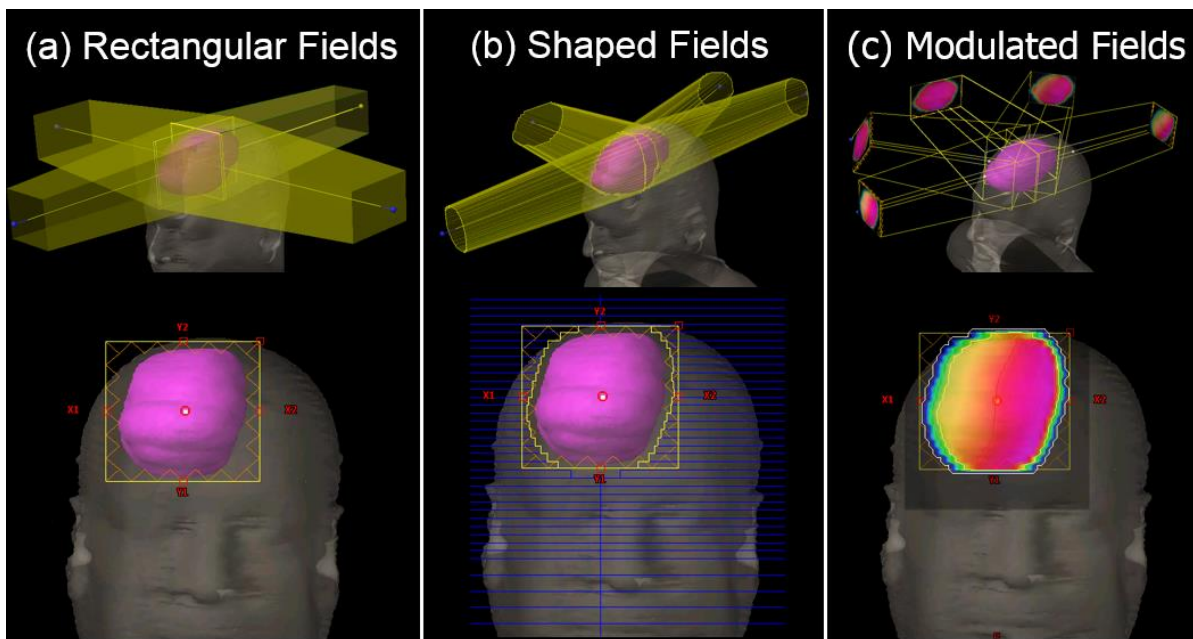 (a) Rectangular Fields
(b) Shaped Fields
(c) Modulated Fields
Y2
X1
X2
Y1
Y2
X1
X2
Y1
Y2
X1
X2
Y1